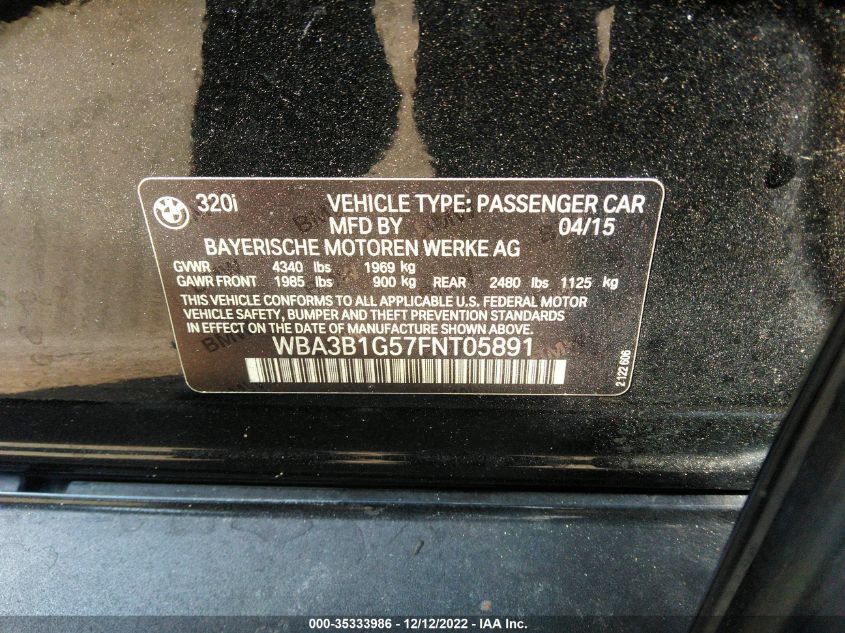 320i VEHICLE TYPE: PASSENGER CAR
MFD BY 04/15
BAYERISCHE MOTOREN WERKE AG
GVWR 4340 lbs 1969 kg
GAWR FRONT 1985 lbs 900 kg REAR 2480 lbs 1125 kg
THIS VEHICLE CONFORMS TO ALL APPLICABLE U.S. FEDERAL MOTOR
VEHICLE SAFETY, BUMPER AND THEFT PREVENTION STANDARDS
IN EFFECT ON THE DATE OF MANUFACTURE SHOWN ABOVE.
WBA3B1G57FNT05891
2 122 606
000-35333986 - 12/12/2022 - IAA Inc.